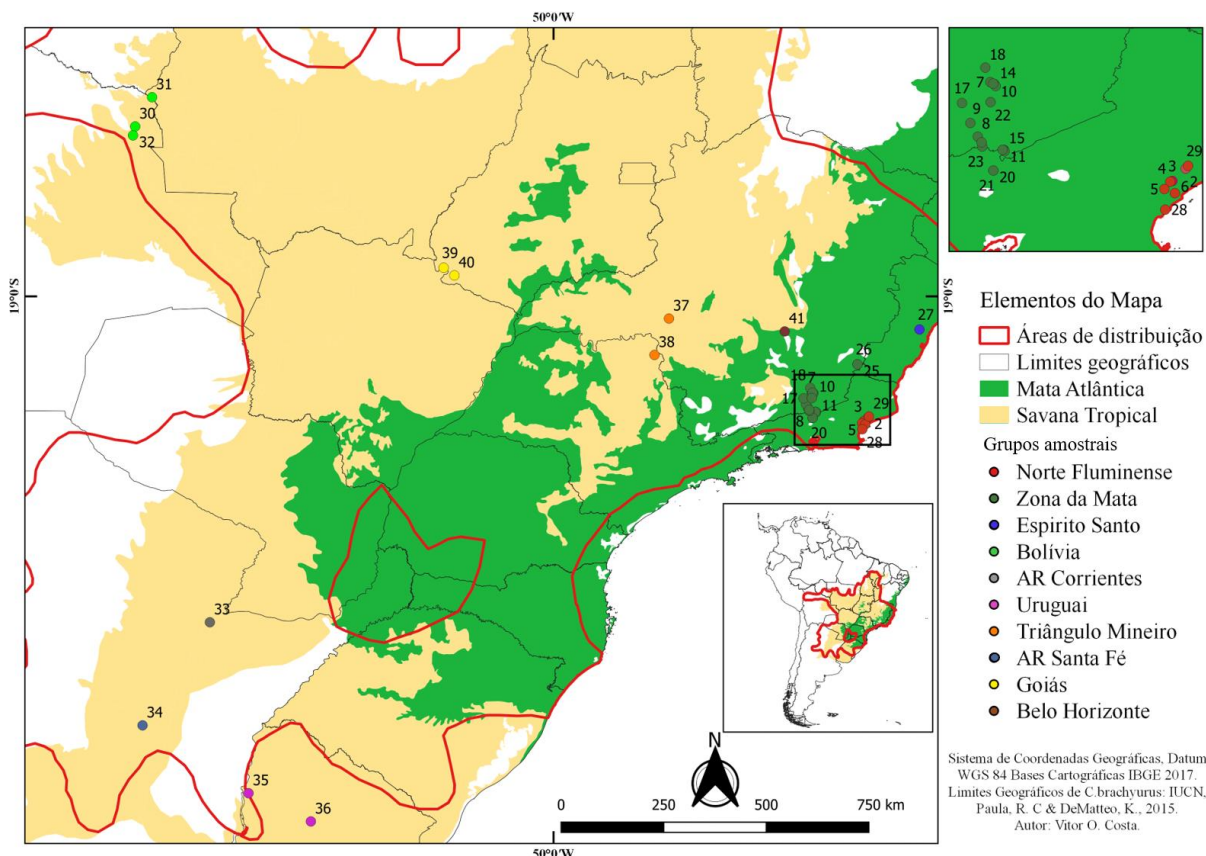 50°0'W
19°0'S
19°0'S
50°0'W
31
30
32
39
40
37
38
41
27
26
25
18
7
10
17
11
8
20
3
29
2
5
28
33
34
35
36
N
0 250 500 750 km
18
14
7
10
17
9
22
8
15
11
23
20
21
29
4
3
2
5
6
28
Elementos do Mapa
Áreas de distribuição
Limites geográficos
Mata Atlântica
Savana Tropical
Grupos amostrais
Norte Fluminense
Zona da Mata
Espirito Santo
Bolívia
AR Corrientes
Uruguai
Triângulo Mineiro
AR Santa Fé
Goiás
Belo Horizonte
Sistema de Coordenadas Geográficas, Datum
WGS 84 Bases Cartográficas IBGE 2017.
Limites Geográficos de C.brachyurus: IUCN,
Paula, R. C & DeMatteo, K., 2015.
Autor: Vitor O. Costa.